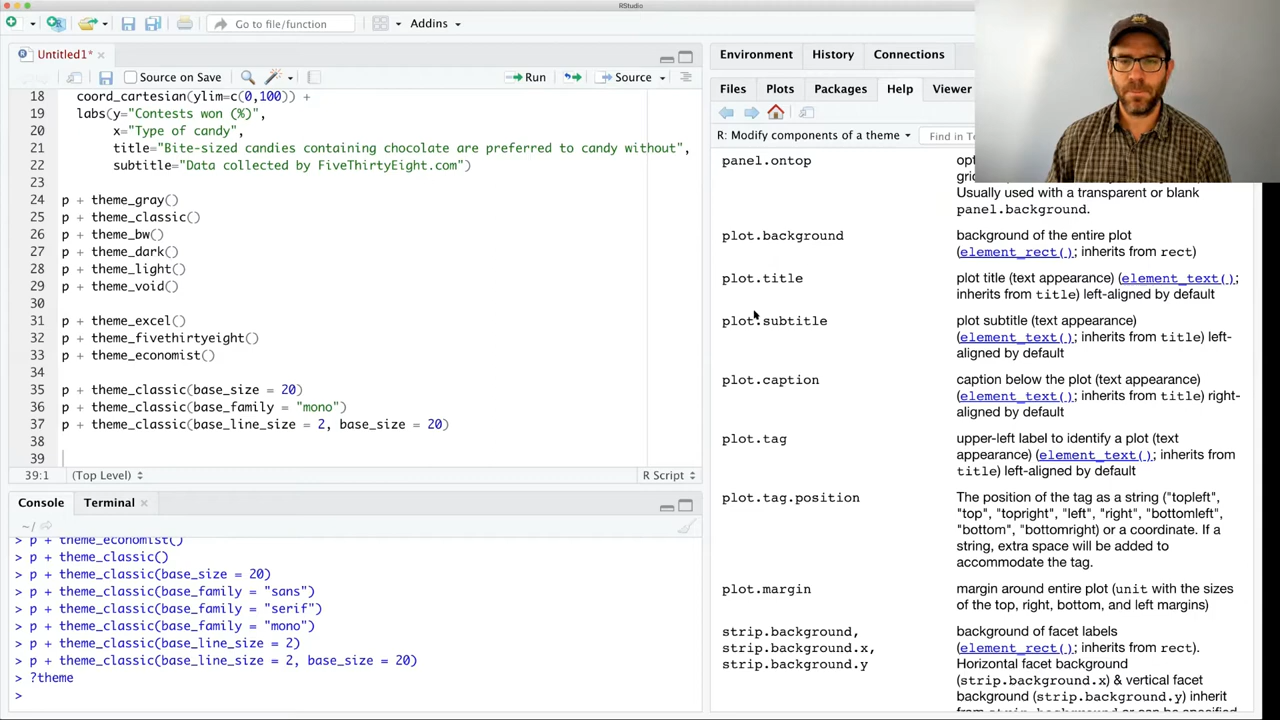 RStudio
Go to file/function
Addins
Untitled1*
Source on Save
Run
Source
18 coord_cartesian(ylim=c(0,100)) +
19 labs(y="Contests won (%)",
20 x="Type of candy",
21 title="Bite-sized candies containing chocolate are preferred to candy without",
22 subtitle="Data collected by FiveThirtyEight.com")
23
24 p + theme_gray()
25 p + theme_classic()
26 p + theme_bw()
27 p + theme_dark()
28 p + theme_light()
29 p + theme_void()
30
31 p + theme_excel()
32 p + theme_fivethirtyeight()
33 p + theme_economist()
34
35 p + theme_classic(base_size = 20)
36 p + theme_classic(base_family = "mono")
37 p + theme_classic(base_line_size = 2, base_size = 20)
38
39
39:1 (Top Level) R Script
Console Terminal
~/
> p + theme_economist()
> p + theme_classic()
> p + theme_classic(base_size = 20)
> p + theme_classic(base_family = "sans")
> p + theme_classic(base_family = "serif")
> p + theme_classic(base_family = "mono")
> p + theme_classic(base_line_size = 2)
> p + theme_classic(base_line_size = 2, base_size = 20)
> ?theme
>
Environment History Connections
Files Plots Packages Help Viewer
R: Modify components of a theme Find in
panel.ontop
Usually used with a transparent or blank
panel.background.
plot.background background of the entire plot
(element_rect(); inherits from rect)
plot.title plot title (text appearance) (element_text();
inherits from title) left-aligned by default
plot.subtitle plot subtitle (text appearance)
(element_text(); inherits from title) left-
aligned by default
plot.caption caption below the plot (text appearance)
(element_text(); inherits from title) right-
aligned by default
plot.tag upper-left label to identify a plot (text
appearance) (element_text(); inherits from
title) left-aligned by default
plot.tag.position The position of the tag as a string ("topleft",
"top", "topright", "left", "right", "bottomleft",
"bottom", "bottomright) or a coordinate. If a
string, extra space will be added to
accommodate the tag.
plot.margin margin around entire plot (unit with the sizes
of the top, right, bottom, and left margins)
strip.background, background of facet labels
strip.background.x, (element_rect(); inherits from rect).
strip.background.y Horizontal facet background
(strip.background.x) & vertical facet
background (strip.background.y) inherit
from strip.background or can be specified